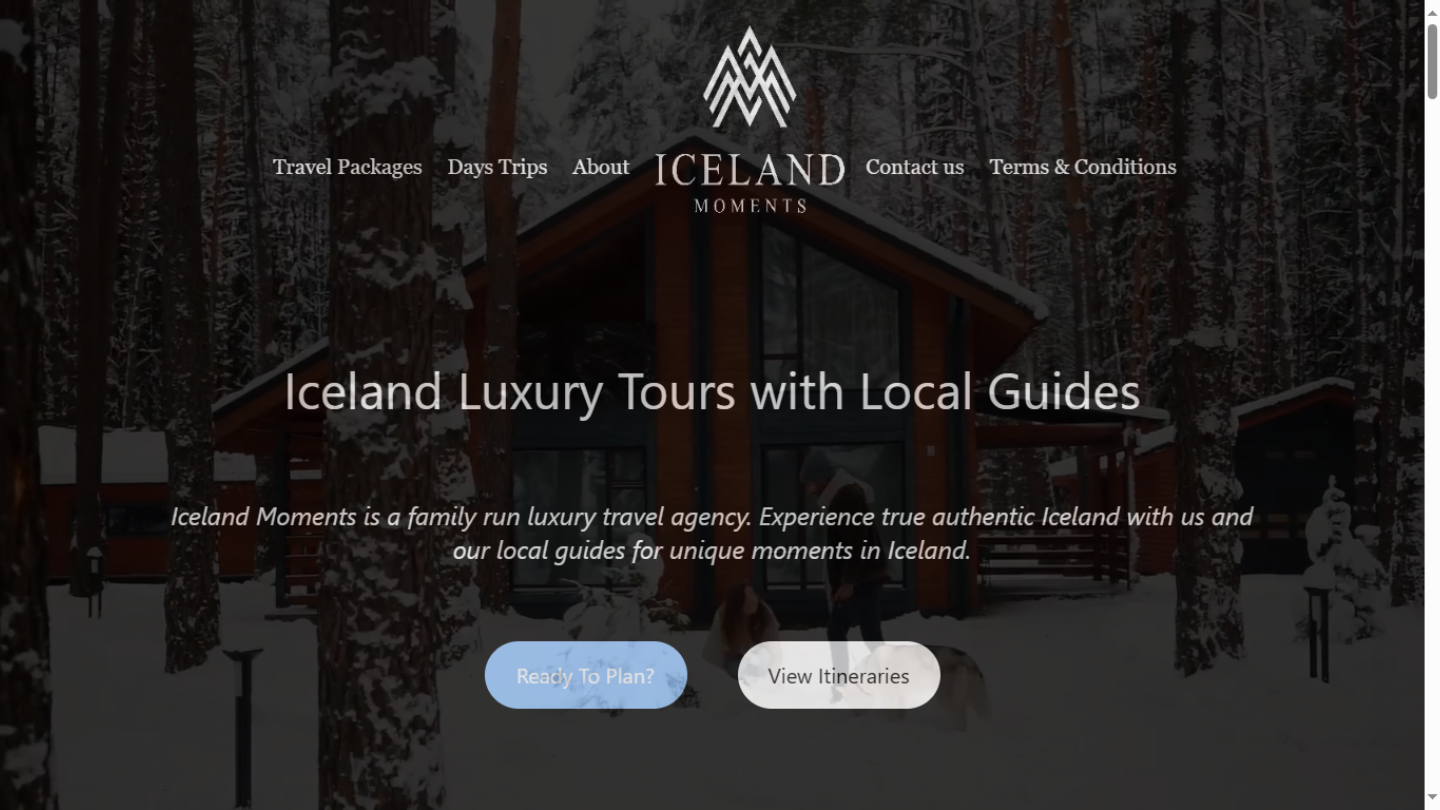 Travel Packages
Days Trips
About
ICELAND
MOMENTS
Contact us
Terms & Conditions
Iceland Luxury Tours with Local Guides
Iceland Moments is a family run luxury travel agency. Experience true authentic Iceland with us and
our local guides for unique moments in Iceland.
Ready To Plan?
View Itineraries